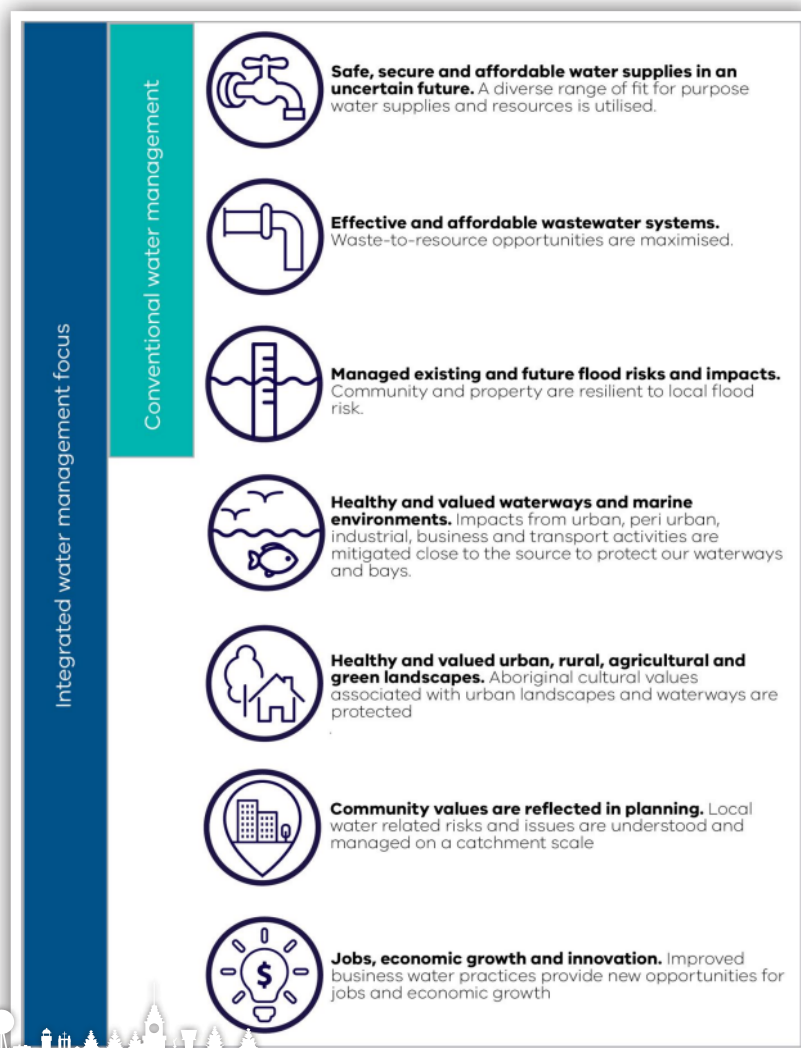 Integrated water management focus
Conventional water management
Safe, secure and affordable water supplies in an
uncertain future. A diverse range of fit for purpose
water supplies and resources is utilised.
Effective and affordable wastewater systems.
Waste-to-resource opportunities are maximised.
Managed existing and future flood risks and impacts.
Community and property are resilient to local flood
risk.
Healthy and valued waterways and marine
environments. Impacts from urban, peri urban,
industrial, business and transport activities are
mitigated close to the source to protect our waterways
and bays.
Healthy and valued urban, rural, agricultural and
green landscapes. Aboriginal cultural values
associated with urban landscapes and waterways are
protected
.
Community values are reflected in planning. Local
water related risks and issues are understood and
managed on a catchment scale
$
Jobs, economic growth and innovation. Improved
business water practices provide new opportunities for
jobs and economic growth